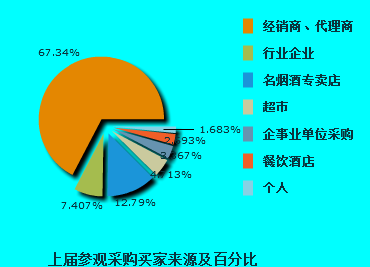 67.34%
经销商、代理商
行业企业
名烟酒专卖店
超市
企事业单位采购
餐饮酒店
个人
1.683%
7.407%
12.79%
上届参观采购买家来源及百分比